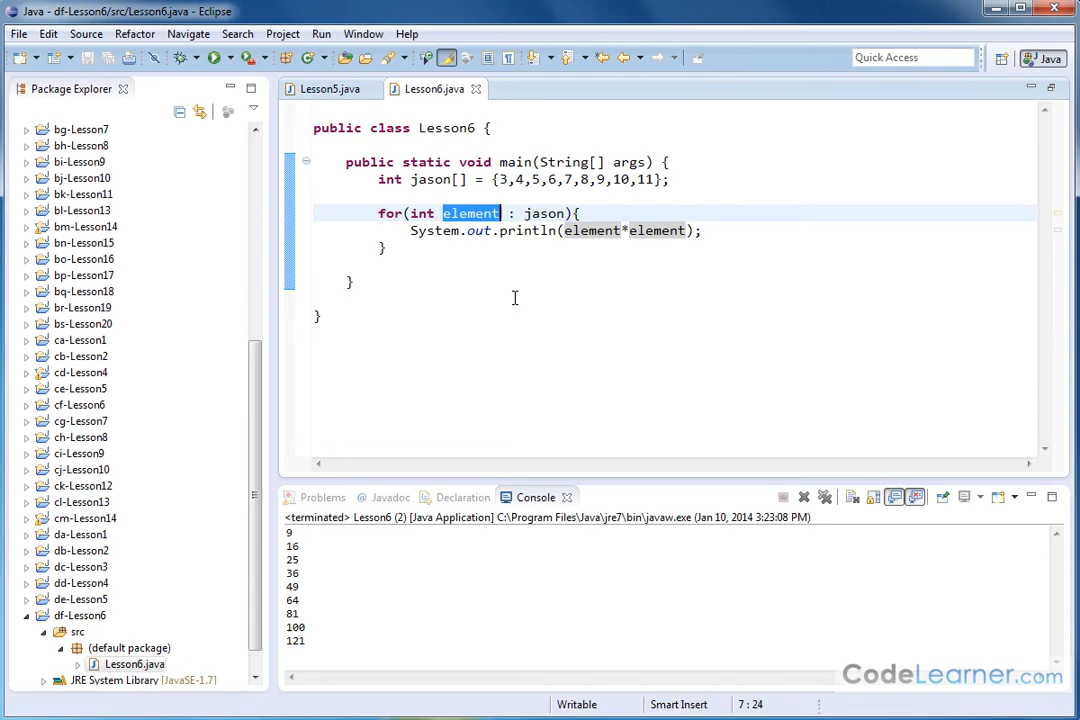 Java - df-Lesson6/src/Lesson6.java - Eclipse
File Edit Source Refactor Navigate Search Project Run Window Help
Quick Access
Java
Package Explorer
bg-Lesson7
bh-Lesson8
bi-Lesson9
bj-Lesson10
bk-Lesson11
bl-Lesson13
bm-Lesson14
bn-Lesson15
bo-Lesson16
bp-Lesson17
bq-Lesson18
br-Lesson19
bs-Lesson20
ca-Lesson1
cb-Lesson2
cd-Lesson4
ce-Lesson5
cf-Lesson6
cg-Lesson7
ch-Lesson8
ci-Lesson9
cj-Lesson10
ck-Lesson12
cl-Lesson13
cm-Lesson14
da-Lesson1
db-Lesson2
dc-Lesson3
dd-Lesson4
de-Lesson5
df-Lesson6
src
(default package)
Lesson6.java
JRE System Library [JavaSE-1.7]
Lesson5.java Lesson6.java
public class Lesson6 {
public static void main(String[] args) {
int jason[] = {3,4,5,6,7,8,9,10,11};
for(int element : jason){
System.out.println(element*element);
}
}
}
Problems @ Javadoc Declaration Console
<terminated> Lesson6 (2) [Java Application] C:\Program Files\Java\jre7\bin\javaw.exe (Jan 10, 2014 3:23:08 PM)
9
16
25
36
49
64
81
100
121
CodeLearner.com
Writable Smart Insert 7 : 24